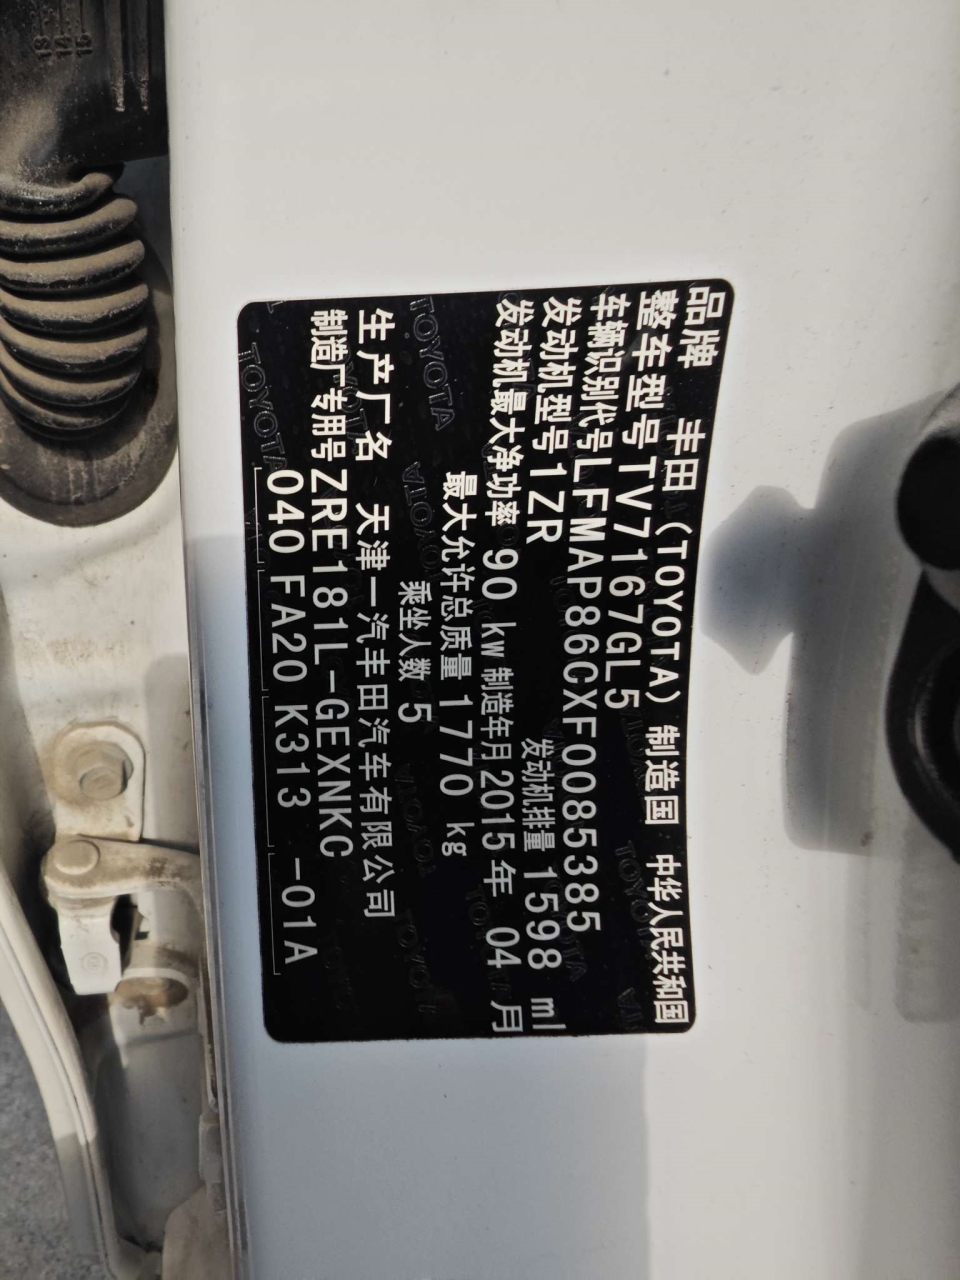 品牌 丰田 (TOYOTA) 制造国 中华人民共和国
整车型号 TV7167GL5
车辆识别代号 LFMAP86CXF0085385
发动机型号 1ZR 发动机排量 1598 ml
发动机最大净功率 90 kw 制造年月 2015年 04 月
最大允许总质量 1770 kg
乘坐人数 5
生产厂名 天津一汽丰田汽车有限公司
制造厂专用号 ZRE181L-GEXNKC
040 FA20 K313 -01A